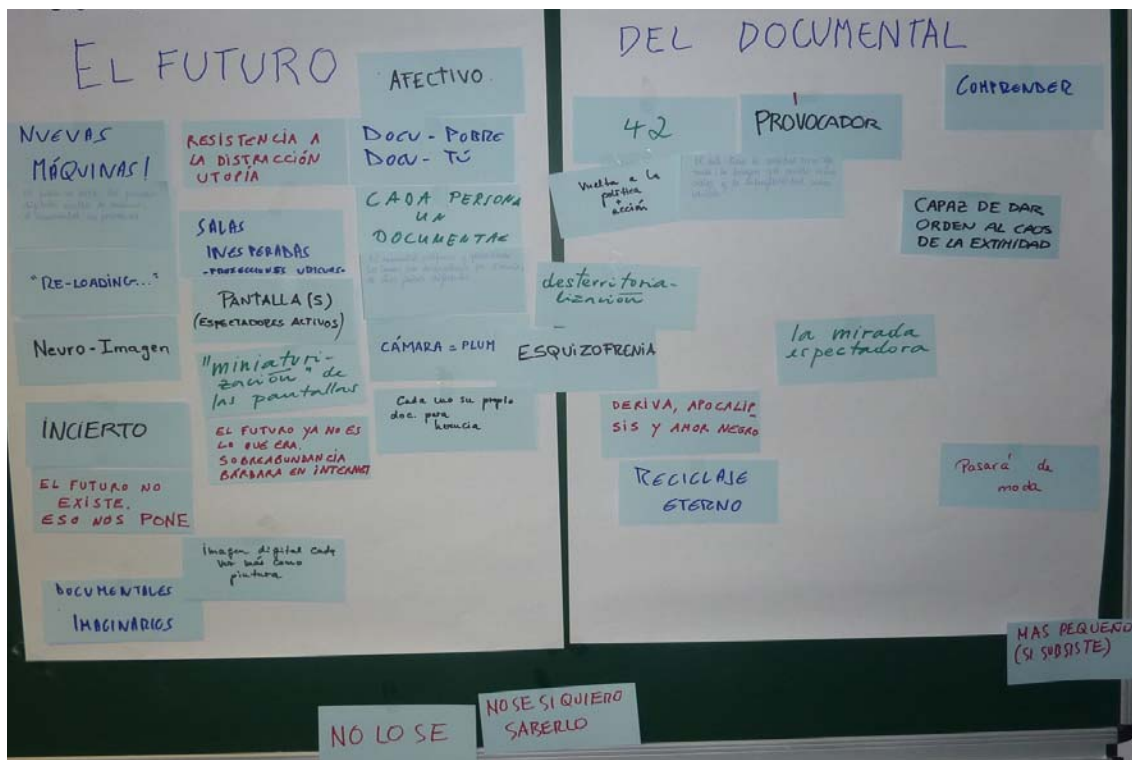 EL FUTURO
DEL DOCUMENTAL
AFECTIVO
NUEVAS
MÁQUINAS!
RESISTENCIA A
LA DISTRACCIÓN
UTOPÍA
DOCU-POBRE
DOCU-TÚ
CADA PERSONA
UN
DOCUMENTAL
SALAS
INESPERADAS
-PROYECCIONES UBICUAS-
"RE-LOADING..."
PANTALLA(S)
(ESPECTADORES ACTIVOS)
Neuro-Imagen
"miniaturi-
zación" de
las pantallas
CÁMARA = PLUM
Cada uno su propio
doc. para
herencia
INCIERTO
EL FUTURO YA NO ES
LO QUE ERA.
SOBREABUNDANCIA
BÁRBARA EN INTERNET
EL FUTURO NO
EXISTE.
ESO NOS PONE
Imagen digital cada
vez más como
pintura
DOCUMENTALES
IMAGINARIOS
42
PROVOCADOR
COMPRENDER
Vuelta a la
política
+
acción
CAPAZ DE DAR
ORDEN AL CAOS
DE LA EXTIMIDAD
desterritoria-
lización
ESQUIZOFRENIA
la mirada
espectadora
DERIVA, APOCALIP
SIS Y AMOR NEGRO
RECICLAJE
ETERNO
Pasará de
moda
MAS PEQUEÑO
(SI SUBSISTE)
NO LO SE
NO SE SI QUIERO
SABERLO